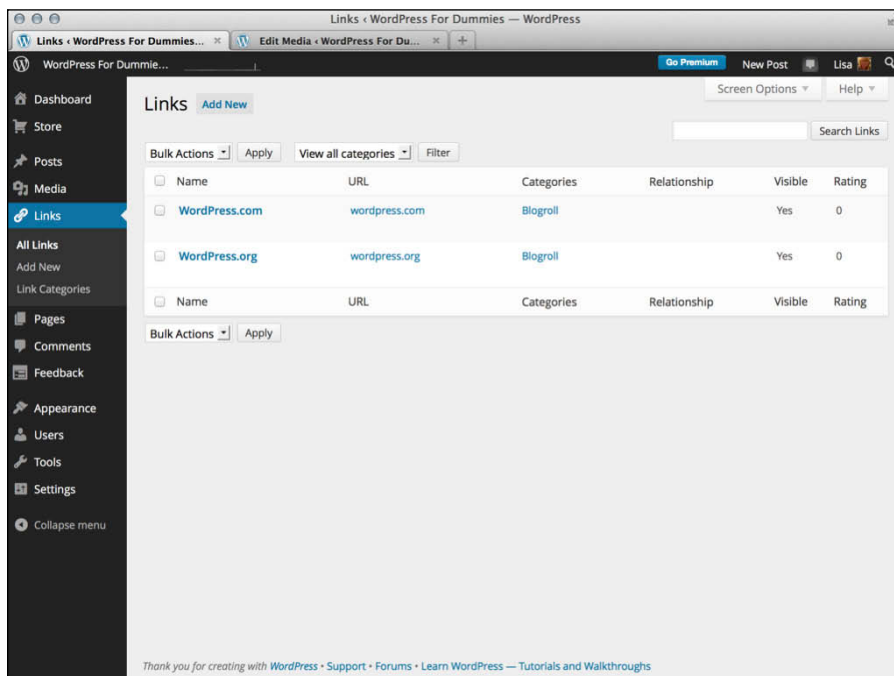 Links ‹ WordPress For Dummies — WordPress
Links ‹ WordPress For Dummies... × Edit Media ‹ WordPress For Du... × +
WordPress For Dummie... Go Premium New Post Lisa
Screen Options Help
Dashboard
Store
Posts
Media
Links
All Links
Add New
Link Categories
Pages
Comments
Feedback
Appearance
Users
Tools
Settings
Collapse menu
Links Add New
Search Links
Bulk Actions Apply View all categories Filter
Name URL Categories Relationship Visible Rating
WordPress.com wordpress.com Blogroll Yes 0
WordPress.org wordpress.org Blogroll Yes 0
Name URL Categories Relationship Visible Rating
Bulk Actions Apply
Thank you for creating with WordPress • Support • Forums • Learn WordPress — Tutorials and Walkthroughs